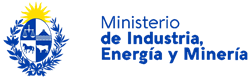 Ministerio
de Industria,
Energía y Minería